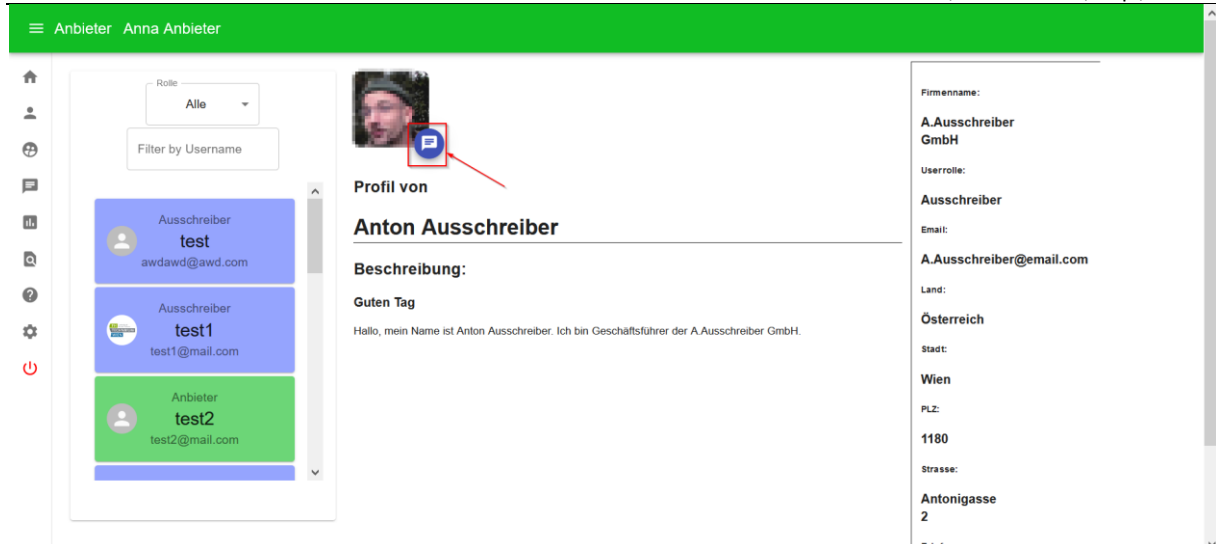 Anbieter Anna Anbieter
Rolle
Alle
Filter by Username
Ausschreiber
test
awdawd@awd.com
Ausschreiber
test1
test1@mail.com
Anbieter
test2
test2@mail.com
Profil von
Anton Ausschreiber
Beschreibung:
Guten Tag
Hallo, mein Name ist Anton Ausschreiber. Ich bin Geschäftsführer der A.Ausschreiber GmbH.
Firmenname:
A.Ausschreiber
GmbH
Userrolle:
Ausschreiber
Email:
A.Ausschreiber@email.com
Land:
Österreich
Stadt:
Wien
PLZ:
1180
Strasse:
Antonigasse
2